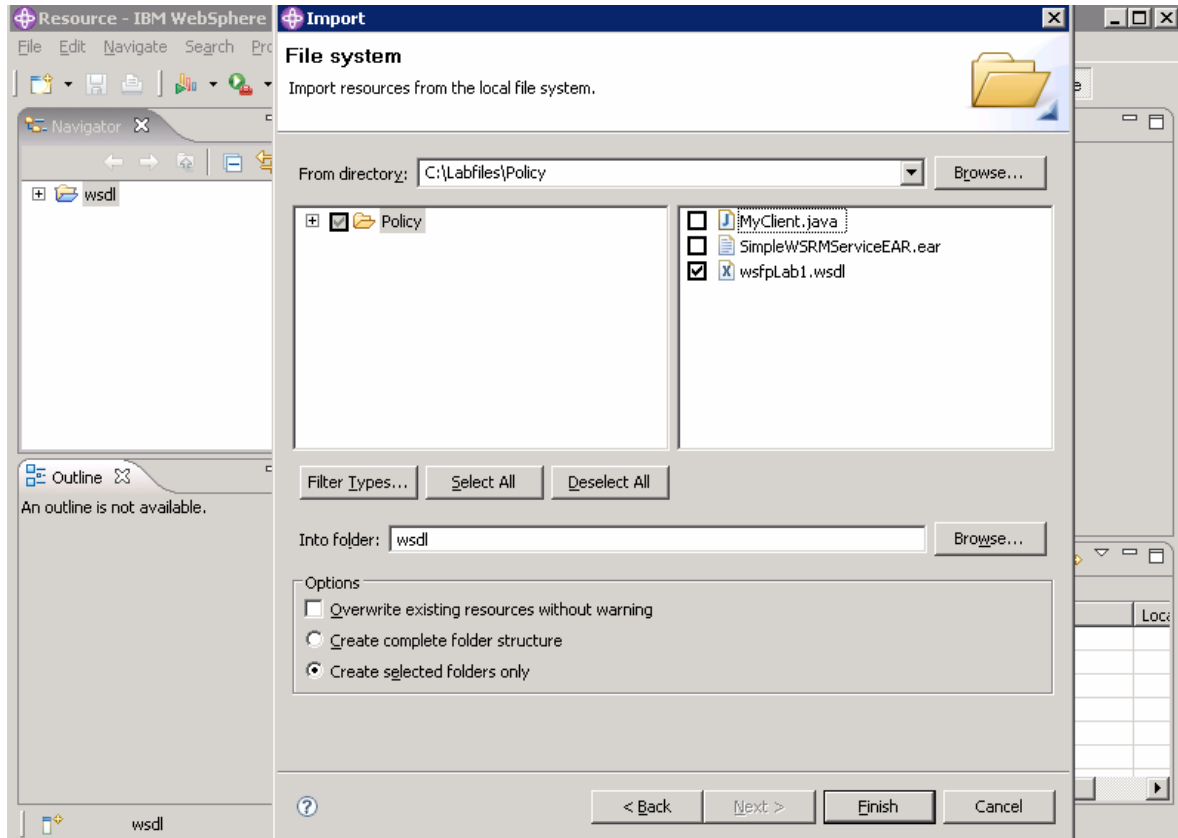 Resource - IBM WebSphere
Import
File Edit Navigate Search Pro
File system
Import resources from the local file system.
Navigator
wsdl
From directory: C:\Labfiles\Policy Browse...
Policy
MyClient.java
SimpleWSRMServiceEAR.ear
wsfpLab1.wsdl
Outline
An outline is not available.
Filter Types... Select All Deselect All
Into folder: wsdl Browse...
Options
Overwrite existing resources without warning
Create complete folder structure
Create selected folders only
Loca
? < Back Next > Finish Cancel
wsdl